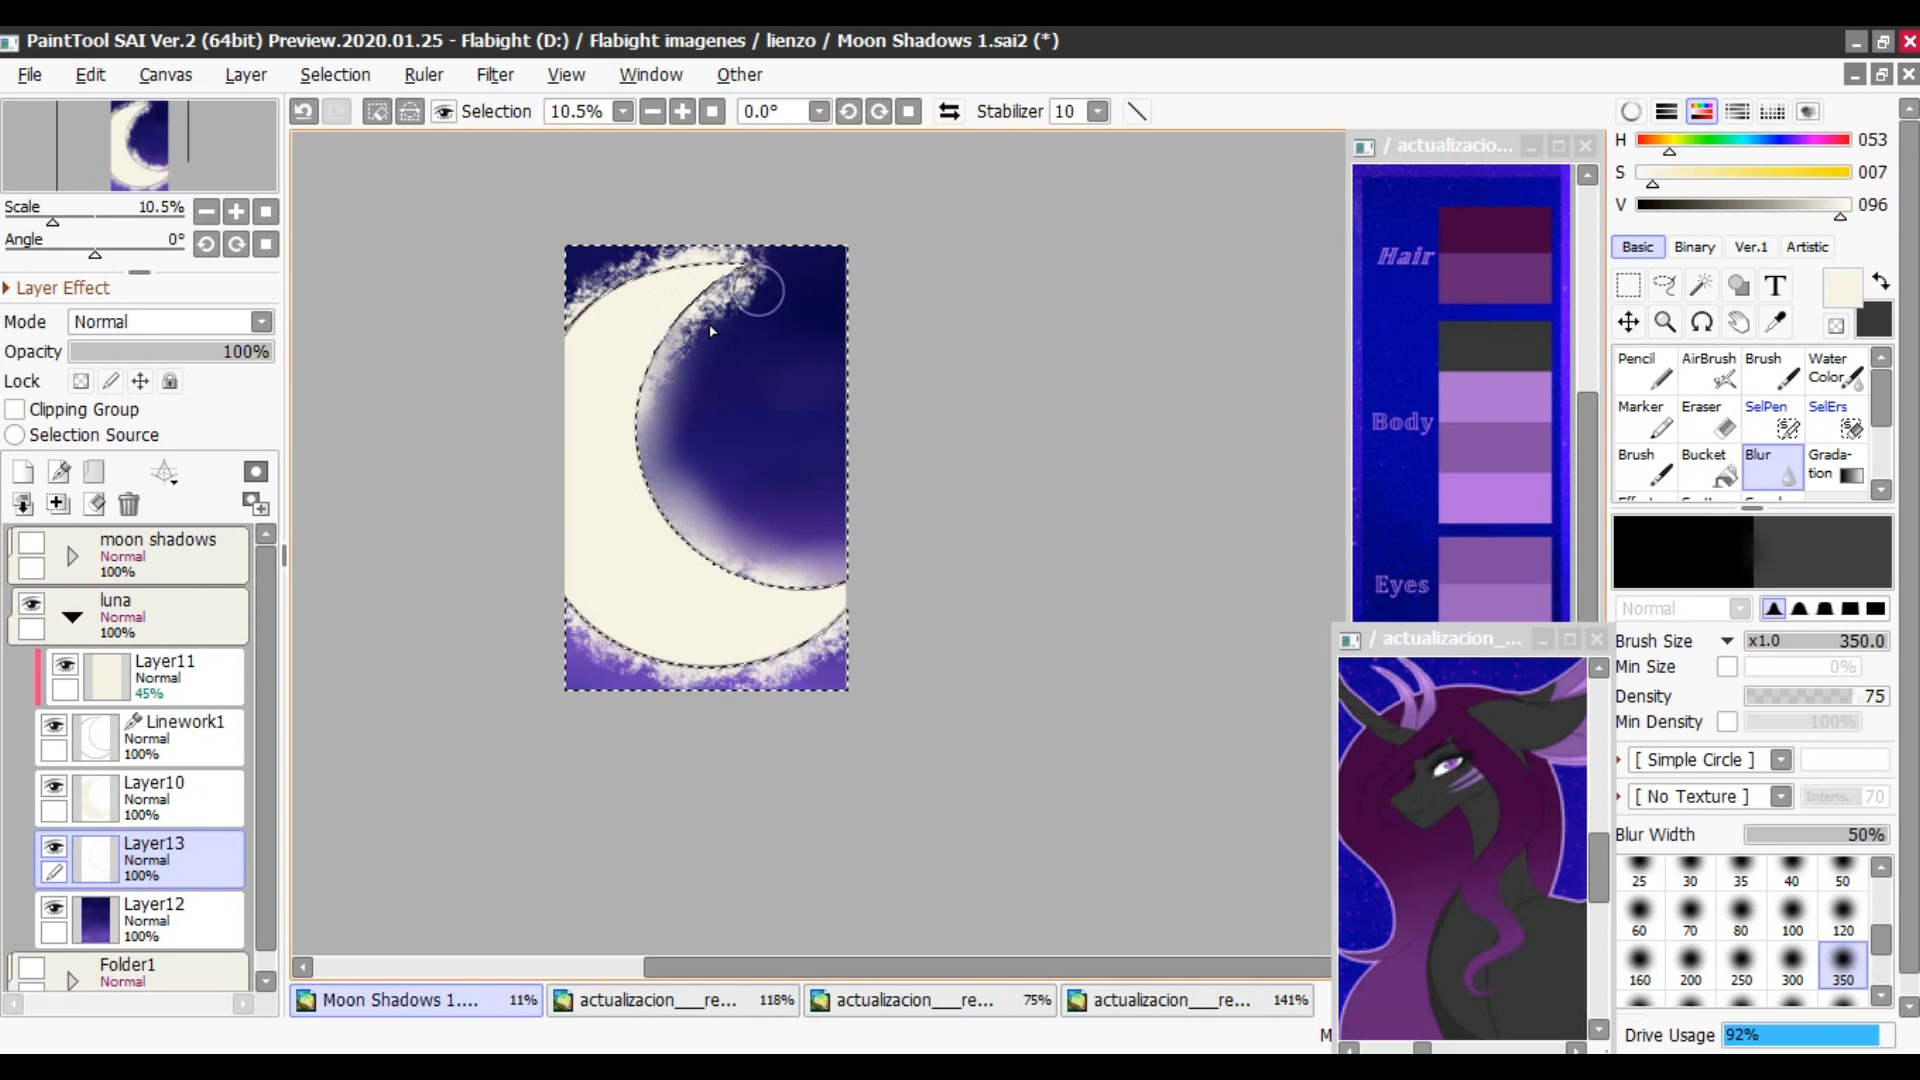 PaintTool SAI Ver.2 (64bit) Preview.2020.01.25 - Flabight (D:) / Flabight imagenes / lienzo / Moon Shadows 1.sai2 (*)
File Edit Canvas Layer Selection Ruler Filter View Window Other
Selection 10.5% 0.0° Stabilizer 10
/ actualizacio...
H 053
S 007
V 096
Scale 10.5%
Angle 0°
Layer Effect
Mode Normal
Opacity 100%
Lock
Clipping Group
Selection Source
moon shadows
Normal
100%
luna
Normal
100%
Layer11
Normal
45%
Linework1
Normal
100%
Layer10
Normal
100%
Layer13
Normal
100%
Layer12
Normal
100%
Folder1
Normal
Hair
Body
Eyes
/ actualizacion_...
Basic Binary Ver.1 Artistic
T
Pencil AirBrush Brush Water Color
Marker Eraser SelPen SelErs
Brush Bucket Blur Grada-
tion
Normal
Brush Size x1.0 350.0
Min Size 0%
Density 75
Min Density 100%
[ Simple Circle ]
[ No Texture ] Intens. 70
Blur Width 50%
25 30 35 40 50
60 70 80 100 120
160 200 250 300 350
Moon Shadows 1.... 11% actualizacion___re... 118% actualizacion___re... 75% actualizacion___re... 141%
M
Drive Usage 92%